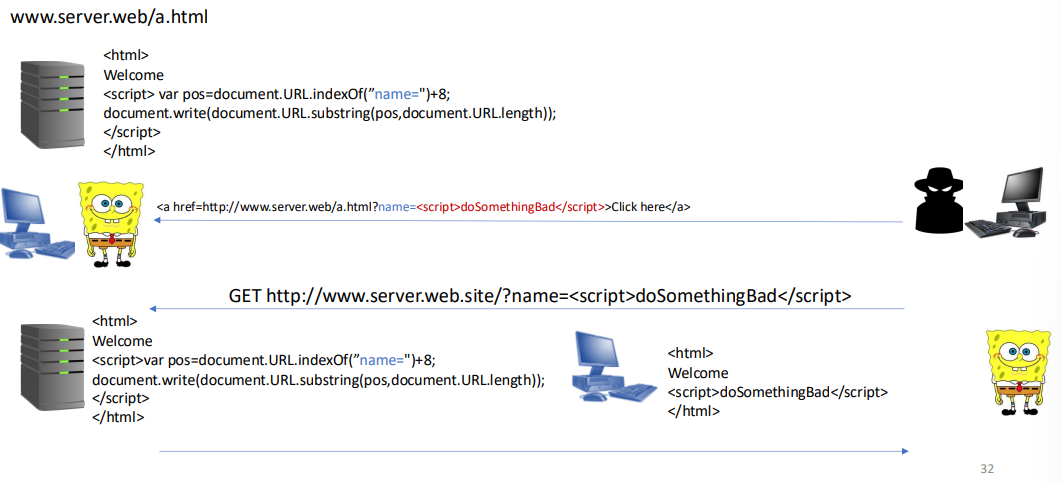 www.server.web/a.html
<html>
Welcome
<script> var pos=document.URL.indexOf(”name=")+8;
document.write(document.URL.substring(pos,document.URL.length));
</script>
</html>
<a href=http://www.server.web/a.html?name=<script>doSomethingBad</script>>Click here</a>
GET http://www.server.web.site/?name=<script>doSomethingBad</script>
<html>
Welcome
<script>var pos=document.URL.indexOf(”name=")+8;
document.write(document.URL.substring(pos,document.URL.length));
</script>
</html>
<html>
Welcome
<script>doSomethingBad</script>
</html>
32